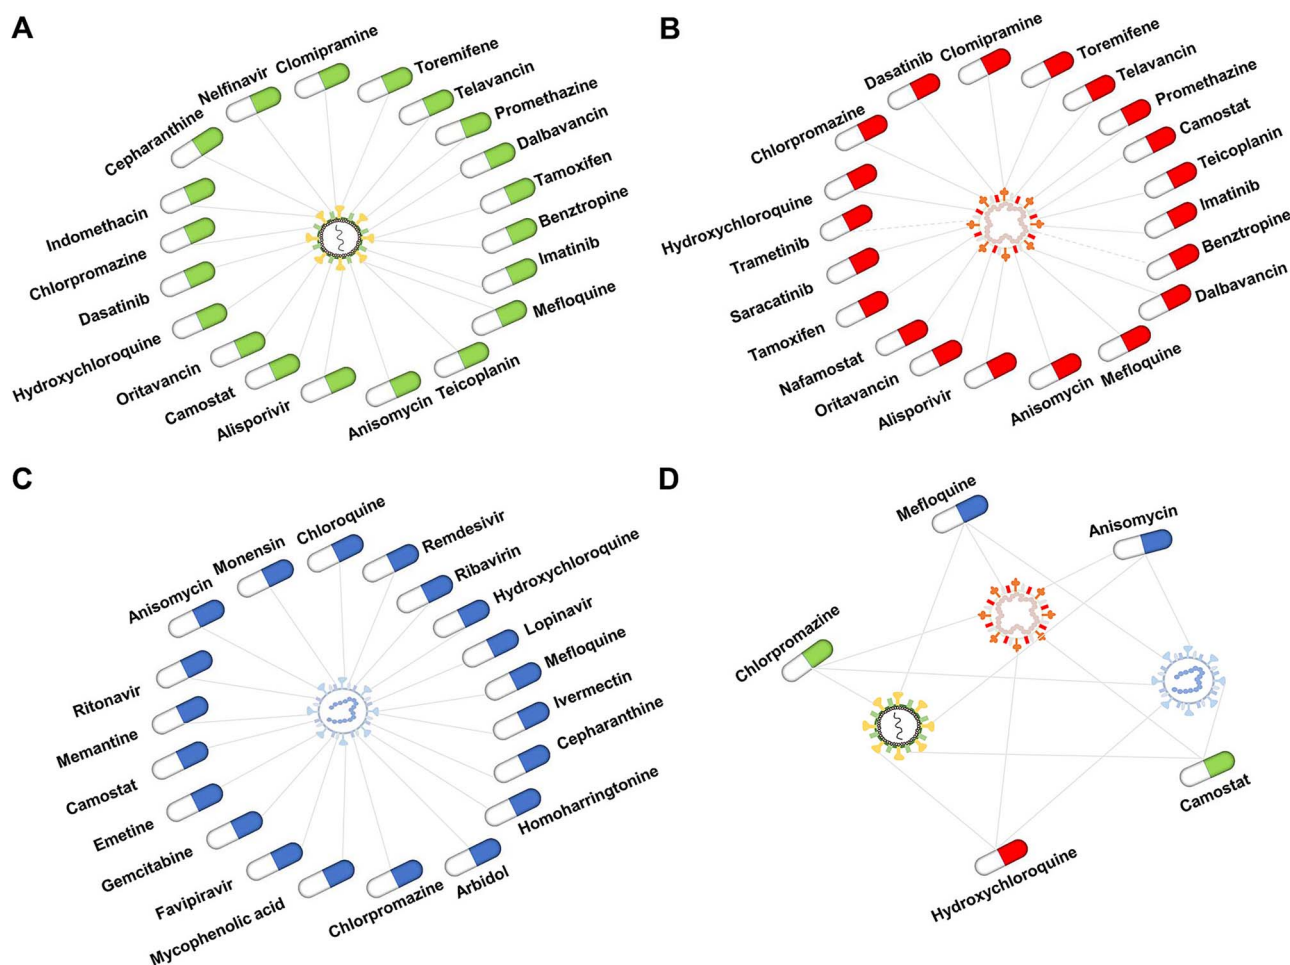 A
Nelfinavir
Clomipramine
Toremifene
Telavancin
Promethazine
Dalbavancin
Tamoxifen
Benztropine
Imatinib
Mefloquine
Teicoplanin
Anisomycin
Alisporivir
Camostat
Oritavancin
Hydroxychloroquine
Dasatinib
Chlorpromazine
Indomethacin
Cepharanthine
B
Dasatinib
Clomipramine
Toremifene
Telavancin
Promethazine
Camostat
Teicoplanin
Imatinib
Benztropine
Dalbavancin
Mefloquine
Anisomycin
Alisporivir
Oritavancin
Nafamostat
Tamoxifen
Saracatinib
Trametinib
Hydroxychloroquine
Chlorpromazine
C
Monensin
Chloroquine
Remdesivir
Ribavirin
Hydroxychloroquine
Lopinavir
Mefloquine
Ivermectin
Cepharanthine
Homoharringtonine
Arbidol
Chlorpromazine
Mycophenolic acid
Favipiravir
Gemcitabine
Emetine
Camostat
Memantine
Ritonavir
Anisomycin
D
Mefloquine
Anisomycin
Chlorpromazine
Camostat
Hydroxychloroquine